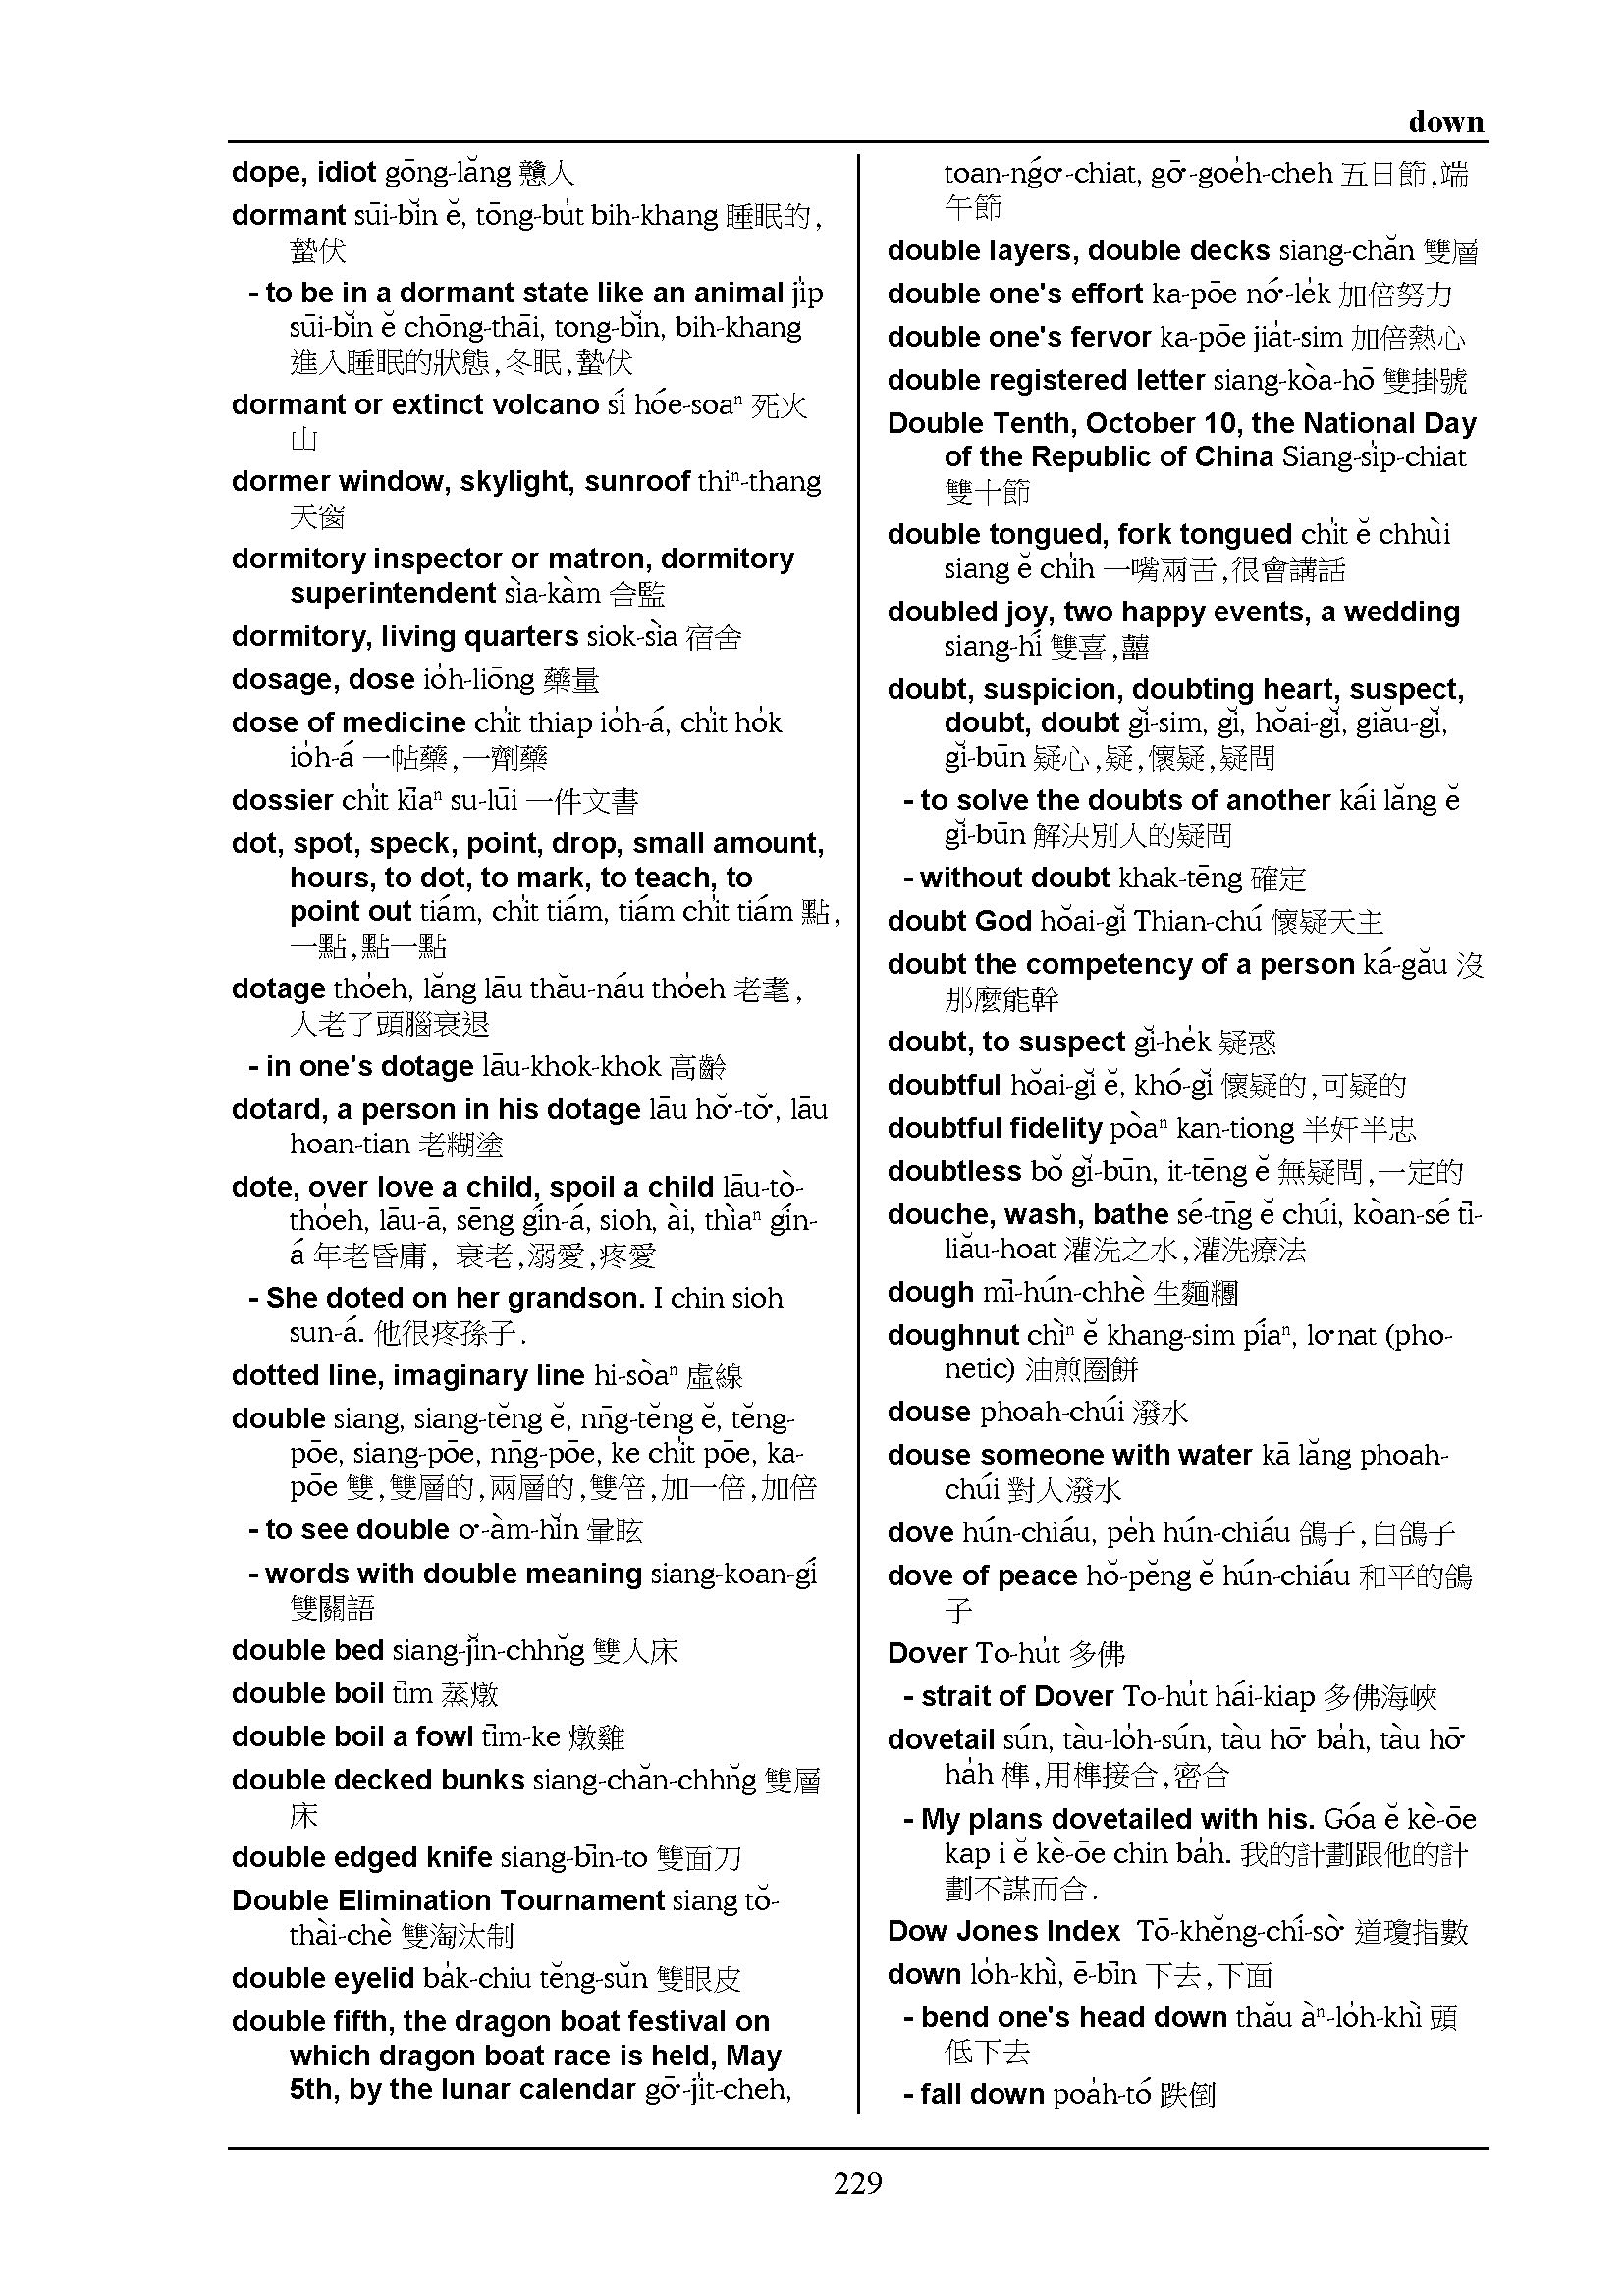 down
dope, idiot gōng-lăng 戇人
dormant sūi-bĭn ĕ, tōng-bu̍t bih-khang 睡眠的,
蟄伏
- to be in a dormant state like an animal ji̍p
sūi-bĭn ĕ chōng-thāi, tong-bĭn, bih-khang
進入睡眠的狀態,冬眠,蟄伏
dormant or extinct volcano sí hóe-soaⁿ 死火
山
dormer window, skylight, sunroof thiⁿ-thang
天窗
dormitory inspector or matron, dormitory
superintendent sìa-kàm 舍監
dormitory, living quarters siok-sìa 宿舍
dosage, dose io̍h-liōng 藥量
dose of medicine chi̍t thiap io̍h-á, chi̍t ho̍k
io̍h-á 一帖藥,一劑藥
dossier chi̍t kīaⁿ su-lūi 一件文書
dot, spot, speck, point, drop, small amount,
hours, to dot, to mark, to teach, to
point out tiám, chi̍t tiám, tiám chi̍t tiám 點,
一點,點一點
dotage tho̍eh, lăng lāu thău-náu tho̍eh 老耄,
人老了頭腦衰退
- in one's dotage lāu-khok-khok 高齡
dotard, a person in his dotage lāu hŏ͘-tŏ͘, lāu
hoan-tian 老糊塗
dote, over love a child, spoil a child lāu-tò-
tho̍eh, lāu-ā, sēng gín-á, sioh, ài, thìaⁿ gín-
á 年老昏庸, 衰老,溺愛,疼愛
- She doted on her grandson. I chin sioh
sun-á. 他很疼孫子.
dotted line, imaginary line hi-sòaⁿ 虛線
double siang, siang-tĕng ĕ, nn̄g-tĕng ĕ, tĕng-
pōe, siang-pōe, nn̄g-pōe, ke chi̍t pōe, ka-
pōe 雙,雙層的,兩層的,雙倍,加一倍,加倍
- to see double o͘-àm-hĭn 暈眩
- words with double meaning siang-koan-gí
雙關語
double bed siang-jĭn-chhn̆g 雙人床
double boil tīm 蒸燉
double boil a fowl tīm-ke 燉雞
double decked bunks siang-chăn-chhn̆g 雙層
床
double edged knife siang-bīn-to 雙面刀
Double Elimination Tournament siang tŏ-
thài-chè 雙淘汰制
double eyelid ba̍k-chiu tĕng-sŭn 雙眼皮
double fifth, the dragon boat festival on
which dragon boat race is held, May
5th, by the lunar calendar gō͘-ji̍t-cheh,
toan-ngó͘-chiat, gō͘-goe̍h-cheh 五日節,端
午節
double layers, double decks siang-chăn 雙層
double one's effort ka-pōe nó͘-le̍k 加倍努力
double one's fervor ka-pōe jia̍t-sim 加倍熱心
double registered letter siang-kòa-hō 雙掛號
Double Tenth, October 10, the National Day
of the Republic of China Siang-si̍p-chiat
雙十節
double tongued, fork tongued chi̍t ĕ chhùi
siang ĕ chi̍h 一嘴兩舌,很會講話
doubled joy, two happy events, a wedding
siang-hí 雙喜,囍
doubt, suspicion, doubting heart, suspect,
doubt, doubt gĭ-sim, gĭ, hŏai-gĭ, giău-gĭ,
gĭ-būn 疑心,疑,懷疑,疑問
- to solve the doubts of another kái lăng ĕ
gĭ-būn 解決別人的疑問
- without doubt khak-tēng 確定
doubt God hŏai-gĭ Thian-chú 懷疑天主
doubt the competency of a person ká-gău 沒
那麼能幹
doubt, to suspect gĭ-he̍k 疑惑
doubtful hŏai-gĭ ĕ, khó-gĭ 懷疑的,可疑的
doubtful fidelity pòaⁿ kan-tiong 半奸半忠
doubtless bŏ gĭ-būn, it-tēng ĕ 無疑問,一定的
douche, wash, bathe sé-tn̄g ĕ chúi, kòan-sé tī-
liău-hoat 灌洗之水,灌洗療法
dough mī-hún-chhè 生麵糰
doughnut chìⁿ ĕ khang-sim píaⁿ, lo͘nat (pho-
netic) 油煎圈餅
douse phoah-chúi 潑水
douse someone with water kā lăng phoah-
chúi 對人潑水
dove hún-chiáu, pe̍h hún-chiáu 鴿子,白鴿子
dove of peace hŏ-pĕng ĕ hún-chiáu 和平的鴿
子
Dover To-hu̍t 多佛
- strait of Dover To-hu̍t hái-kiap 多佛海峽
dovetail sún, tàu-lo̍h-sún, tàu hō͘ ba̍h, tàu hō͘
ha̍h 榫,用榫接合,密合
- My plans dovetailed with his. Góa ĕ kè-ōe
kap i ĕ kè-ōe chin ba̍h. 我的計劃跟他的計
劃不謀而合.
Dow Jones Index Tō-khĕng-chí-sò͘ 道瓊指數
down lo̍h-khì, ē-bīn 下去,下面
- bend one's head down thău àⁿ-lo̍h-khì 頭
低下去
- fall down poa̍h-tó 跌倒
229